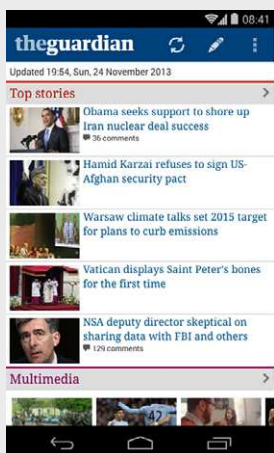 08:41
theguardian
Updated 19:54, Sun, 24 November 2013
Top stories
Obama seeks support to shore up
Iran nuclear deal success
36 comments
Hamid Karzai refuses to sign US-
Afghan security pact
Warsaw climate talks set 2015 target
for plans to curb emissions
Vatican displays Saint Peter's bones
for the first time
NSA deputy director skeptical on
sharing data with FBI and others
129 comments
Multimedia
42